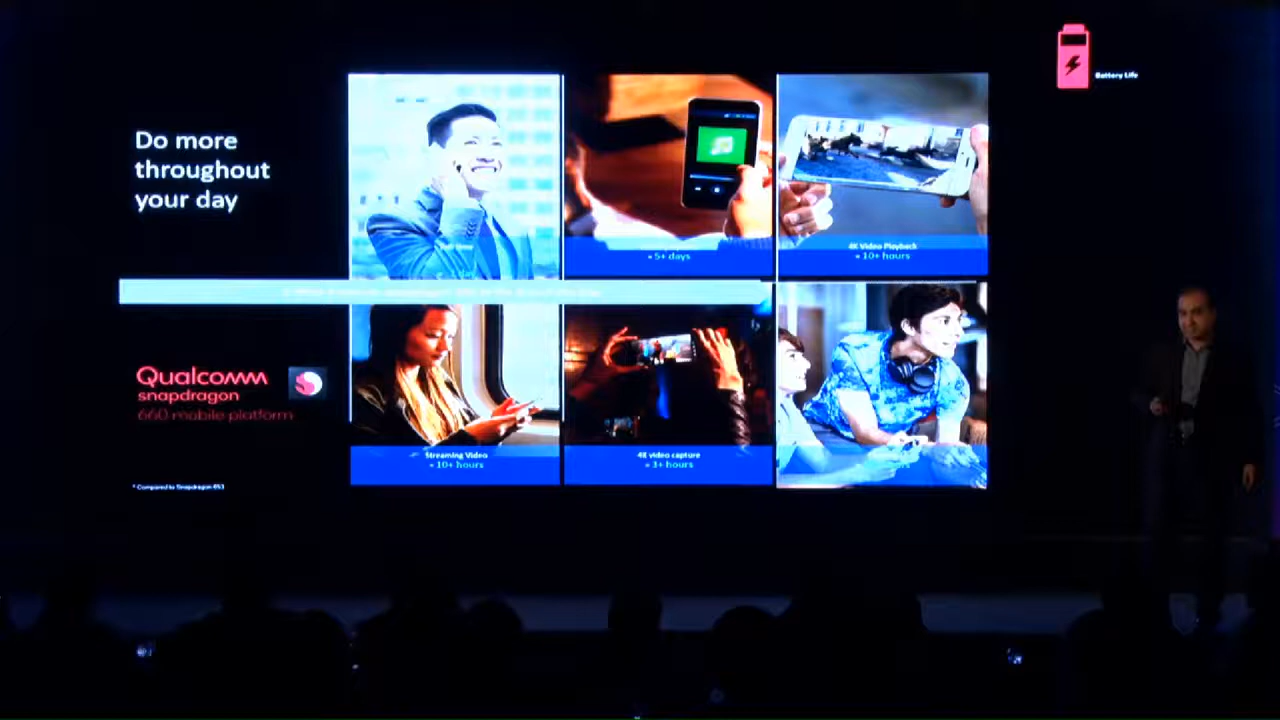 Battery Life
Do more
throughout
your day
≈ 5+ days
4K Video Playback
≈ 10+ hours
Qualcomm
snapdragon
660 mobile platform
Streaming Video
≈ 10+ hours
4K video capture
≈ 3+ hours
* Compared to Snapdragon 653